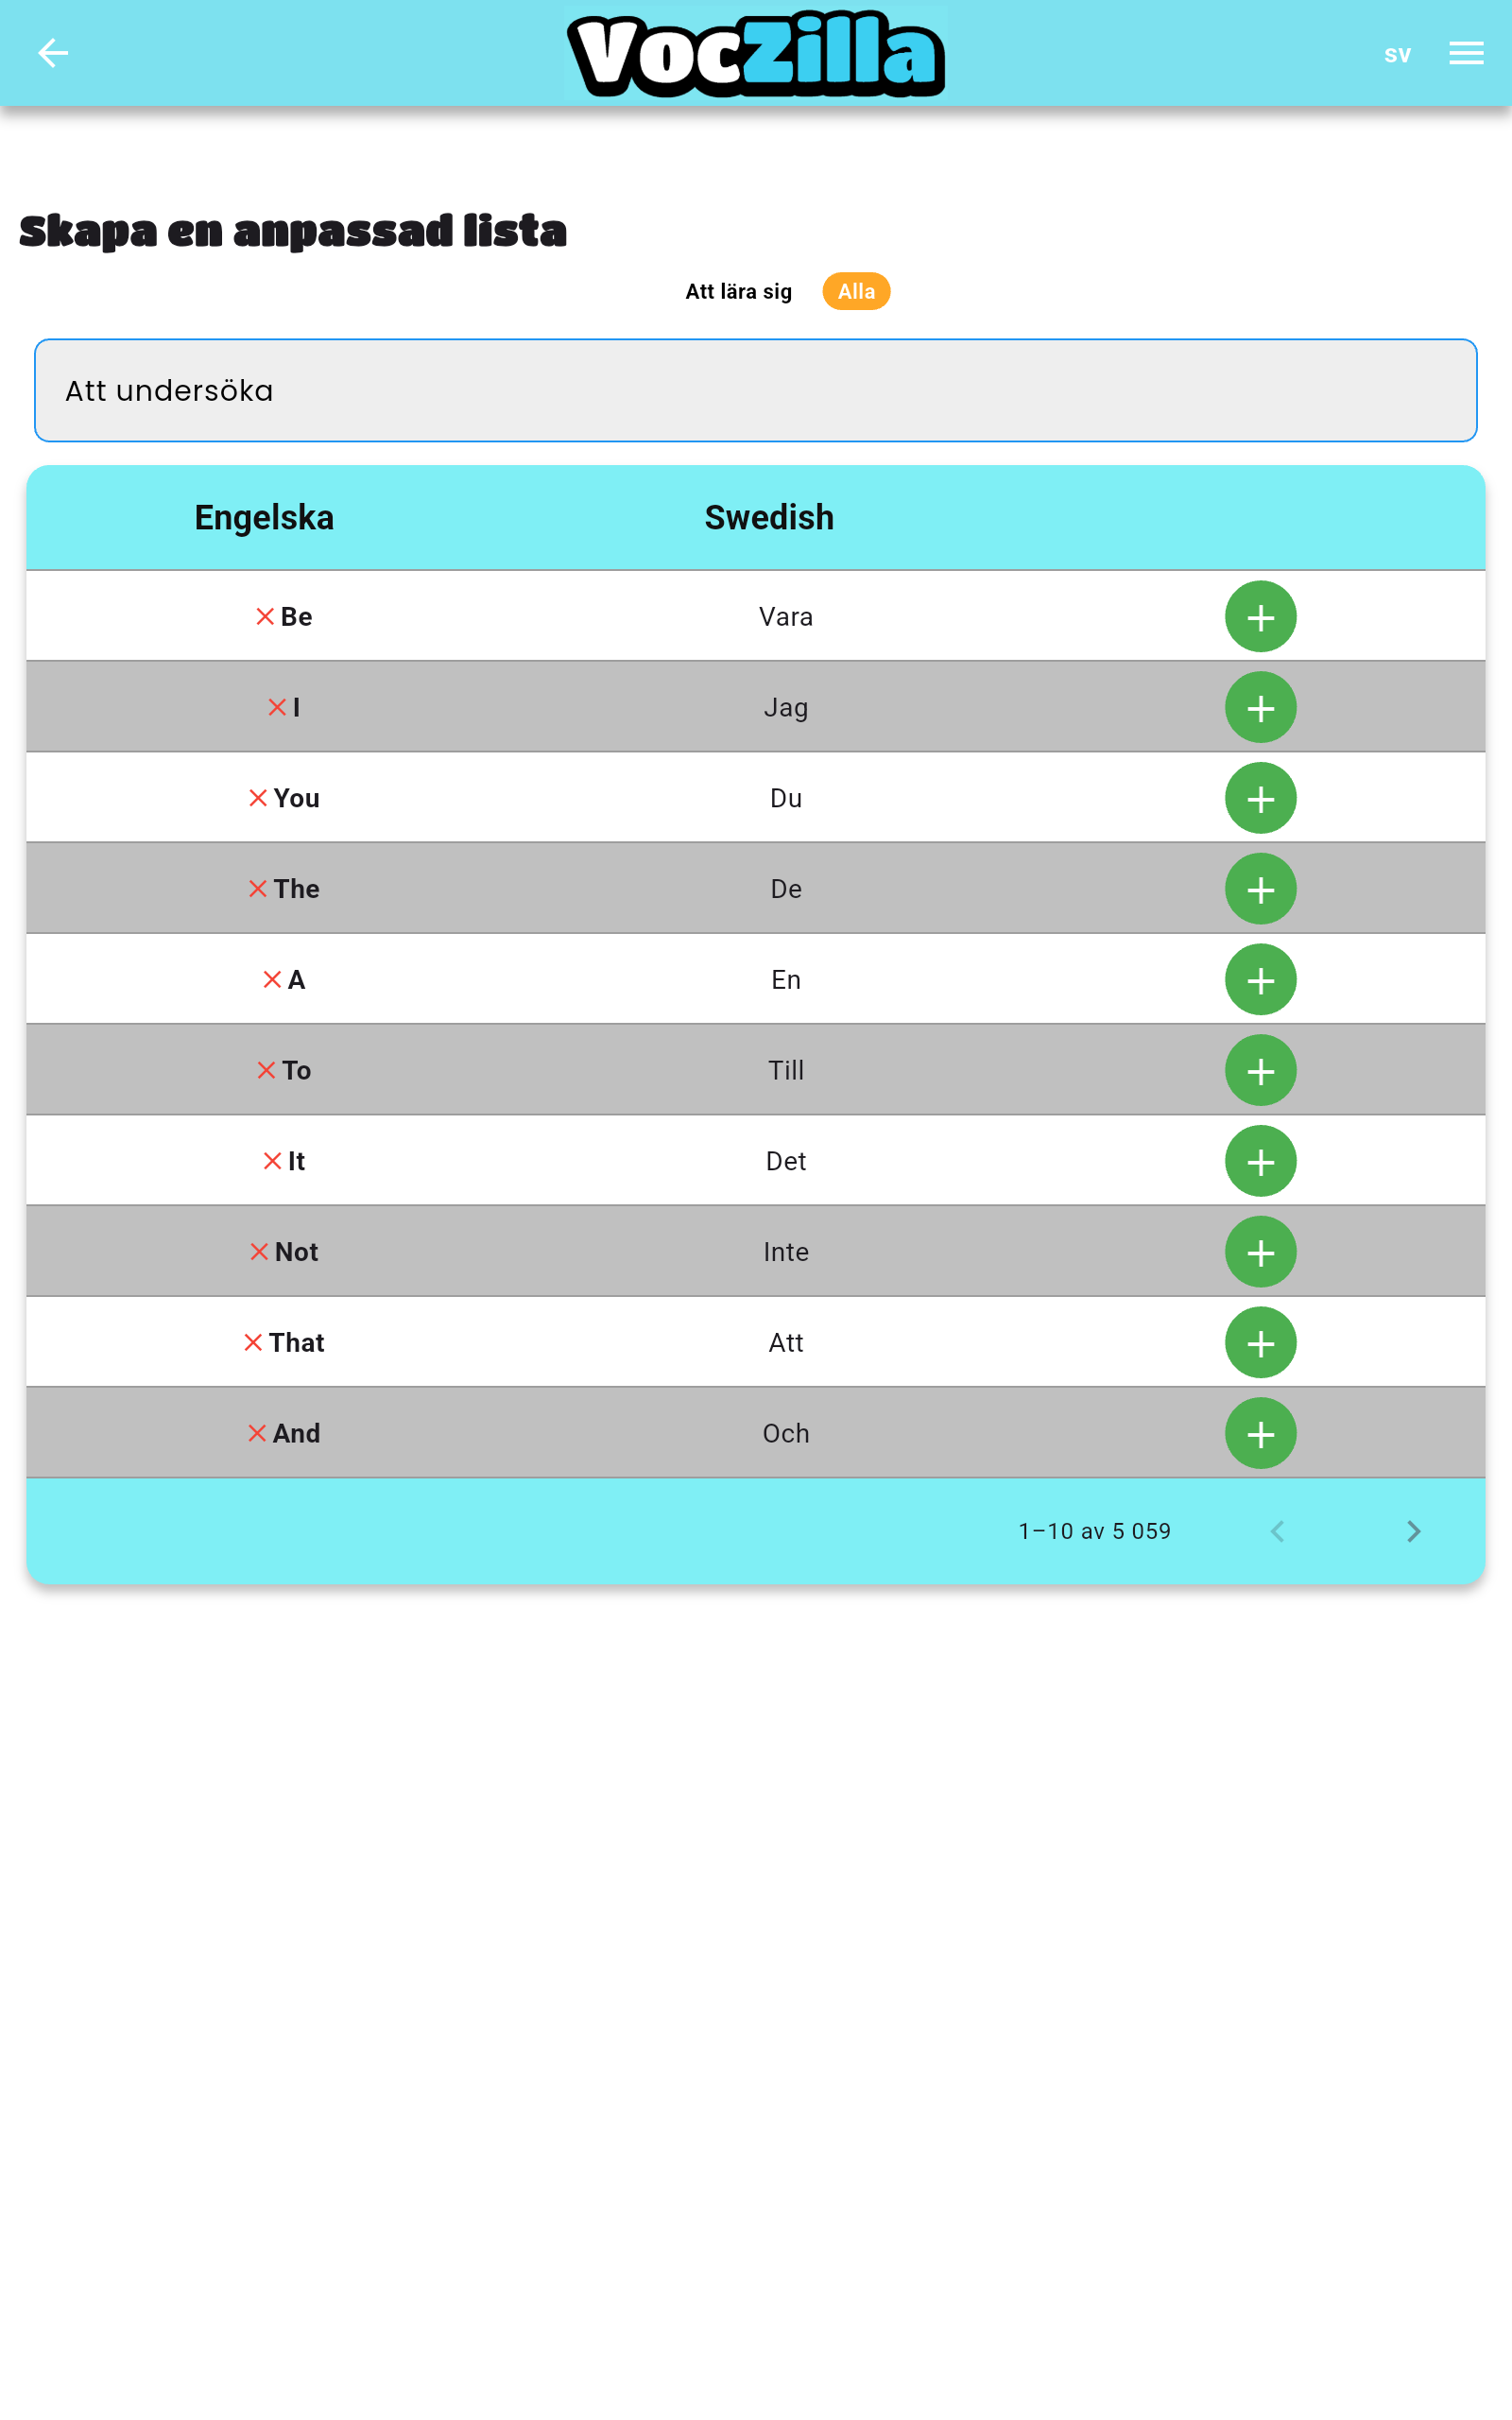 VocZilla
sv
Skapa en anpassad lista
Att lära sig Alla
Att undersöka
Engelska Swedish
Be Vara
I Jag
You Du
The De
A En
To Till
It Det
Not Inte
That Att
And Och
1–10 av 5 059